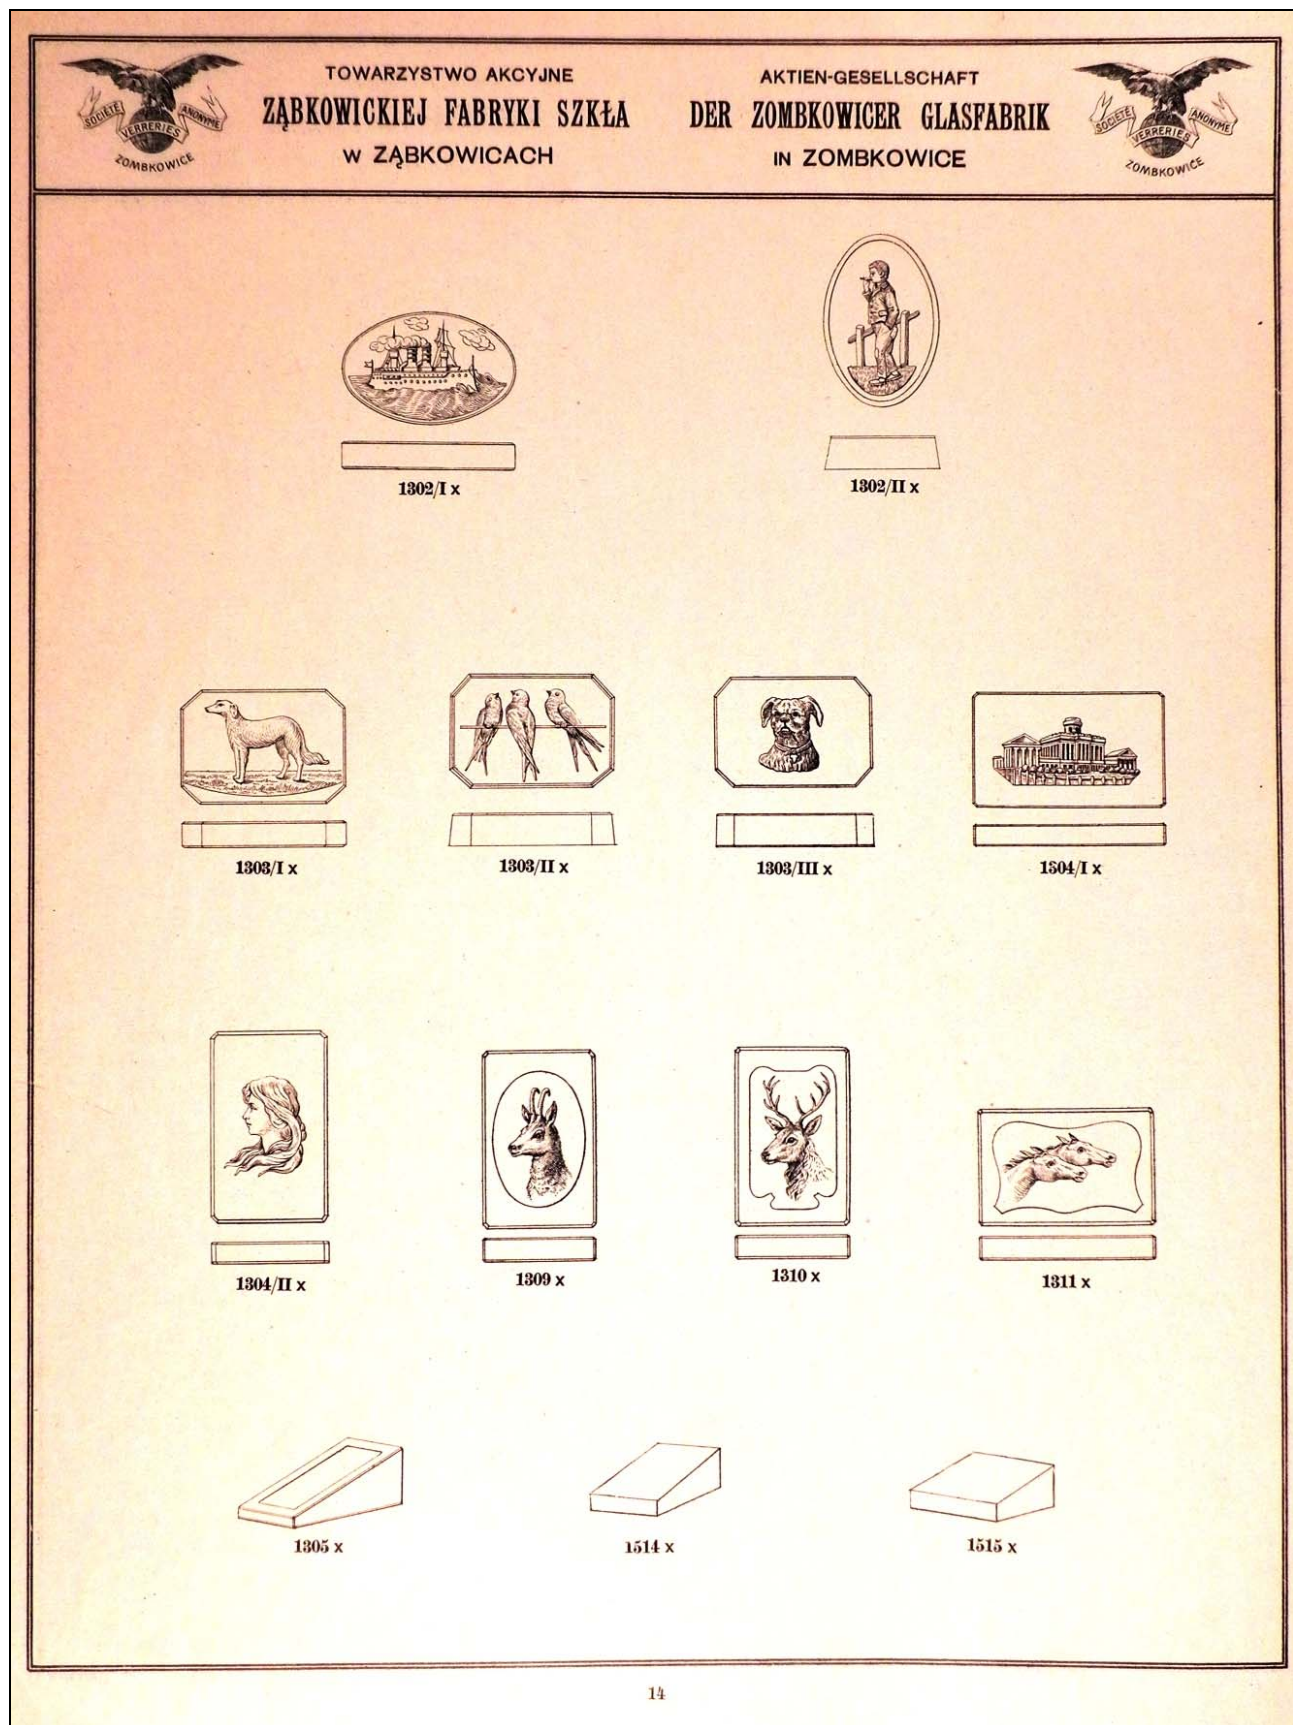 SOCIÉTÉ ANONYME
VERRERIES
ZOMBKOWICE
TOWARZYSTWO AKCYJNE
ZĄBKOWICKIEJ FABRYKI SZKŁA
W ZĄBKOWICACH
AKTIEN-GESELLSCHAFT
DER ZOMBKOWICER GLASFABRIK
IN ZOMBKOWICE
SOCIÉTÉ ANONYME
VERRERIES
ZOMBKOWICE
1302/I x
1302/II x
1303/I x
1303/II x
1303/III x
1304/I x
1304/II x
1309 x
1310 x
1311 x
1305 x
1514 x
1515 x
14